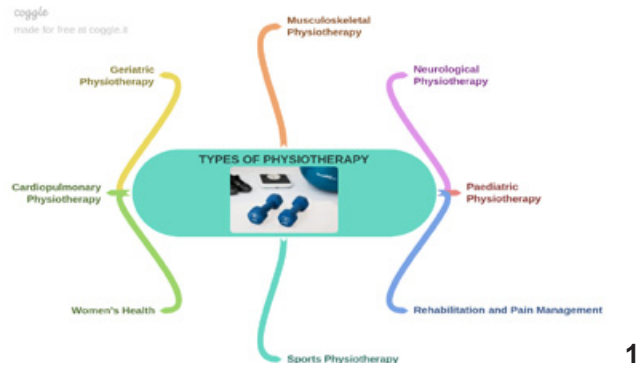 coggle
made for free at coggle.it
Musculoskeletal
Physiotherapy
Geriatric
Physiotherapy
Neurological
Physiotherapy
TYPES OF PHYSIOTHERAPY
Cardiopulmonary
Physiotherapy
Paediatric
Physiotherapy
Women's Health
Rehabilitation and Pain Management
Sports Physiotherapy
1